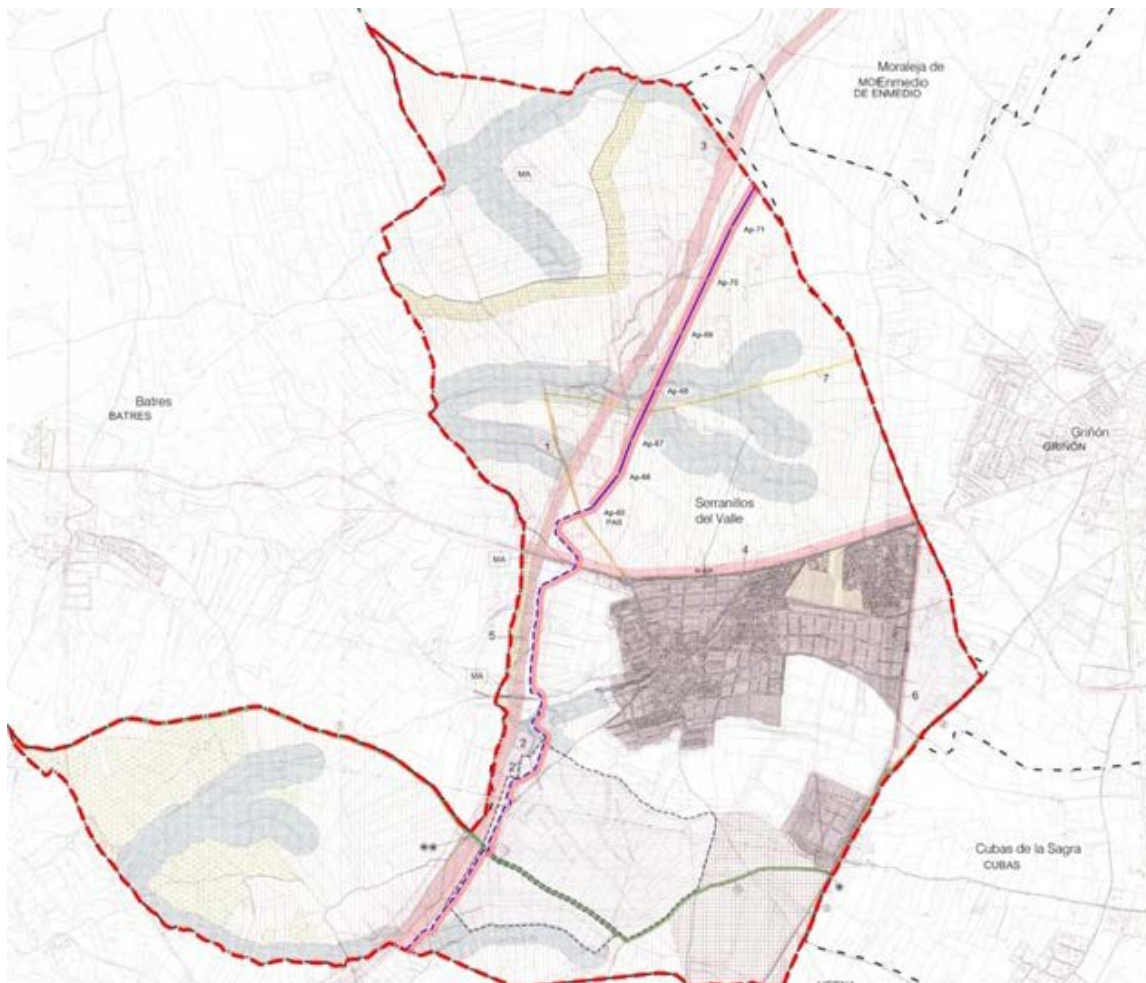 Moraleja de
Enmedio
DE ENMEDIO
3
MA
Ap-71
Ap-70
Ap-69
7
Ap-68
Batres
BATRES
Griñón
GRIÑÓN
1
Ap-67
Ap-66
Serranillos
del Valle
Ap-65
PAS
4
MA
5
MA
6
2
2'
**
Cubas de la Sagra
CUBAS
*